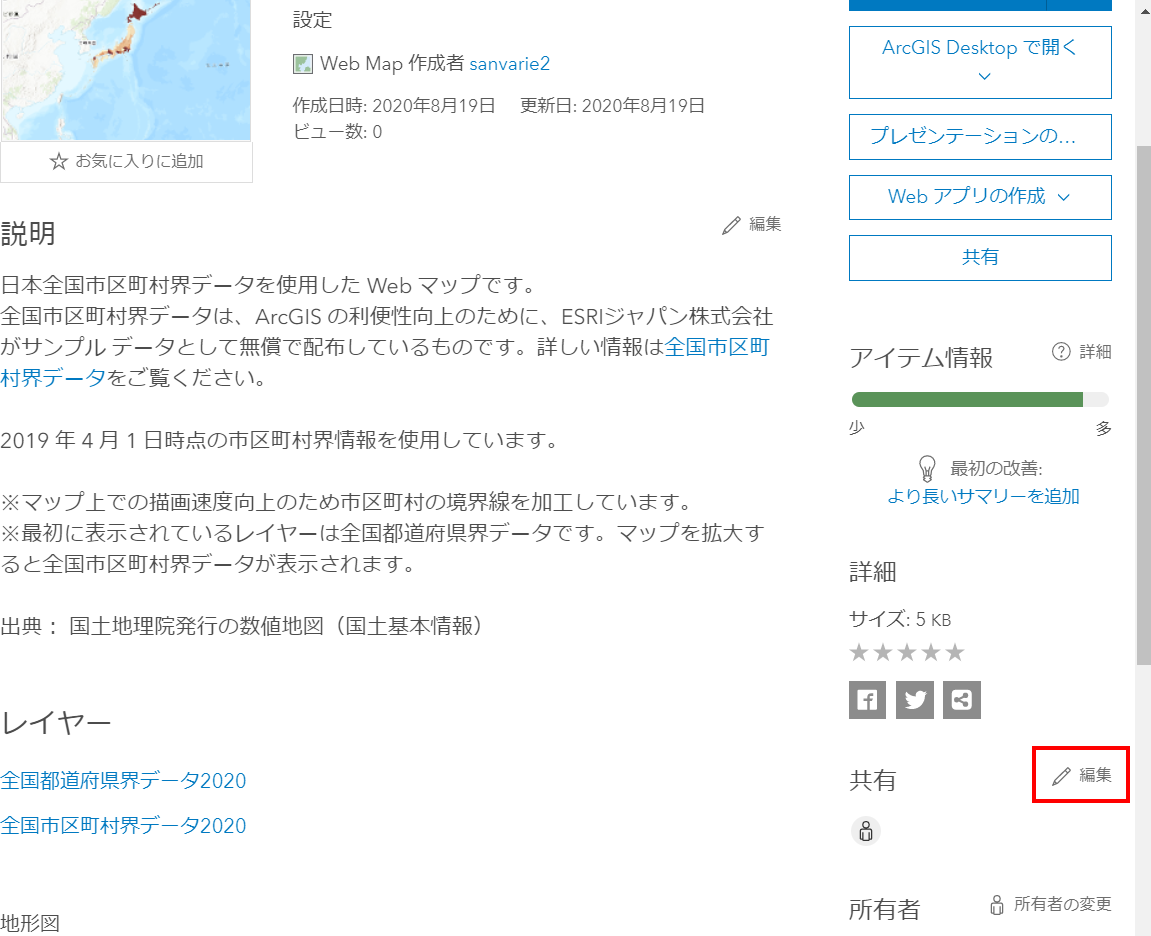 設定
Web Map 作成者 sanvarie2
作成日時: 2020年8月19日 更新日: 2020年8月19日
ビュー数: 0
☆ お気に入りに追加
説明
編集
日本全国市区町村界データを使用した Web マップです。
全国市区町村界データは、ArcGIS の利便性向上のために、ESRIジャパン株式会社
がサンプル データとして無償で配布しているものです。詳しい情報は全国市区町
村界データをご覧ください。
2019 年 4 月 1 日時点の市区町村界情報を使用しています。
※マップ上での描画速度向上のため市区町村の境界線を加工しています。
※最初に表示されているレイヤーは全国都道府県界データです。マップを拡大す
ると全国市区町村界データが表示されます。
出典： 国土地理院発行の数値地図（国土基本情報）
レイヤー
全国都道府県界データ2020
全国市区町村界データ2020
地形図
ArcGIS Desktop で開く
プレゼンテーションの...
Web アプリの作成
共有
アイテム情報
詳細
少
多
最初の改善:
より長いサマリーを追加
詳細
サイズ: 5 KB
★★★★★
共有
編集
所有者
所有者の変更